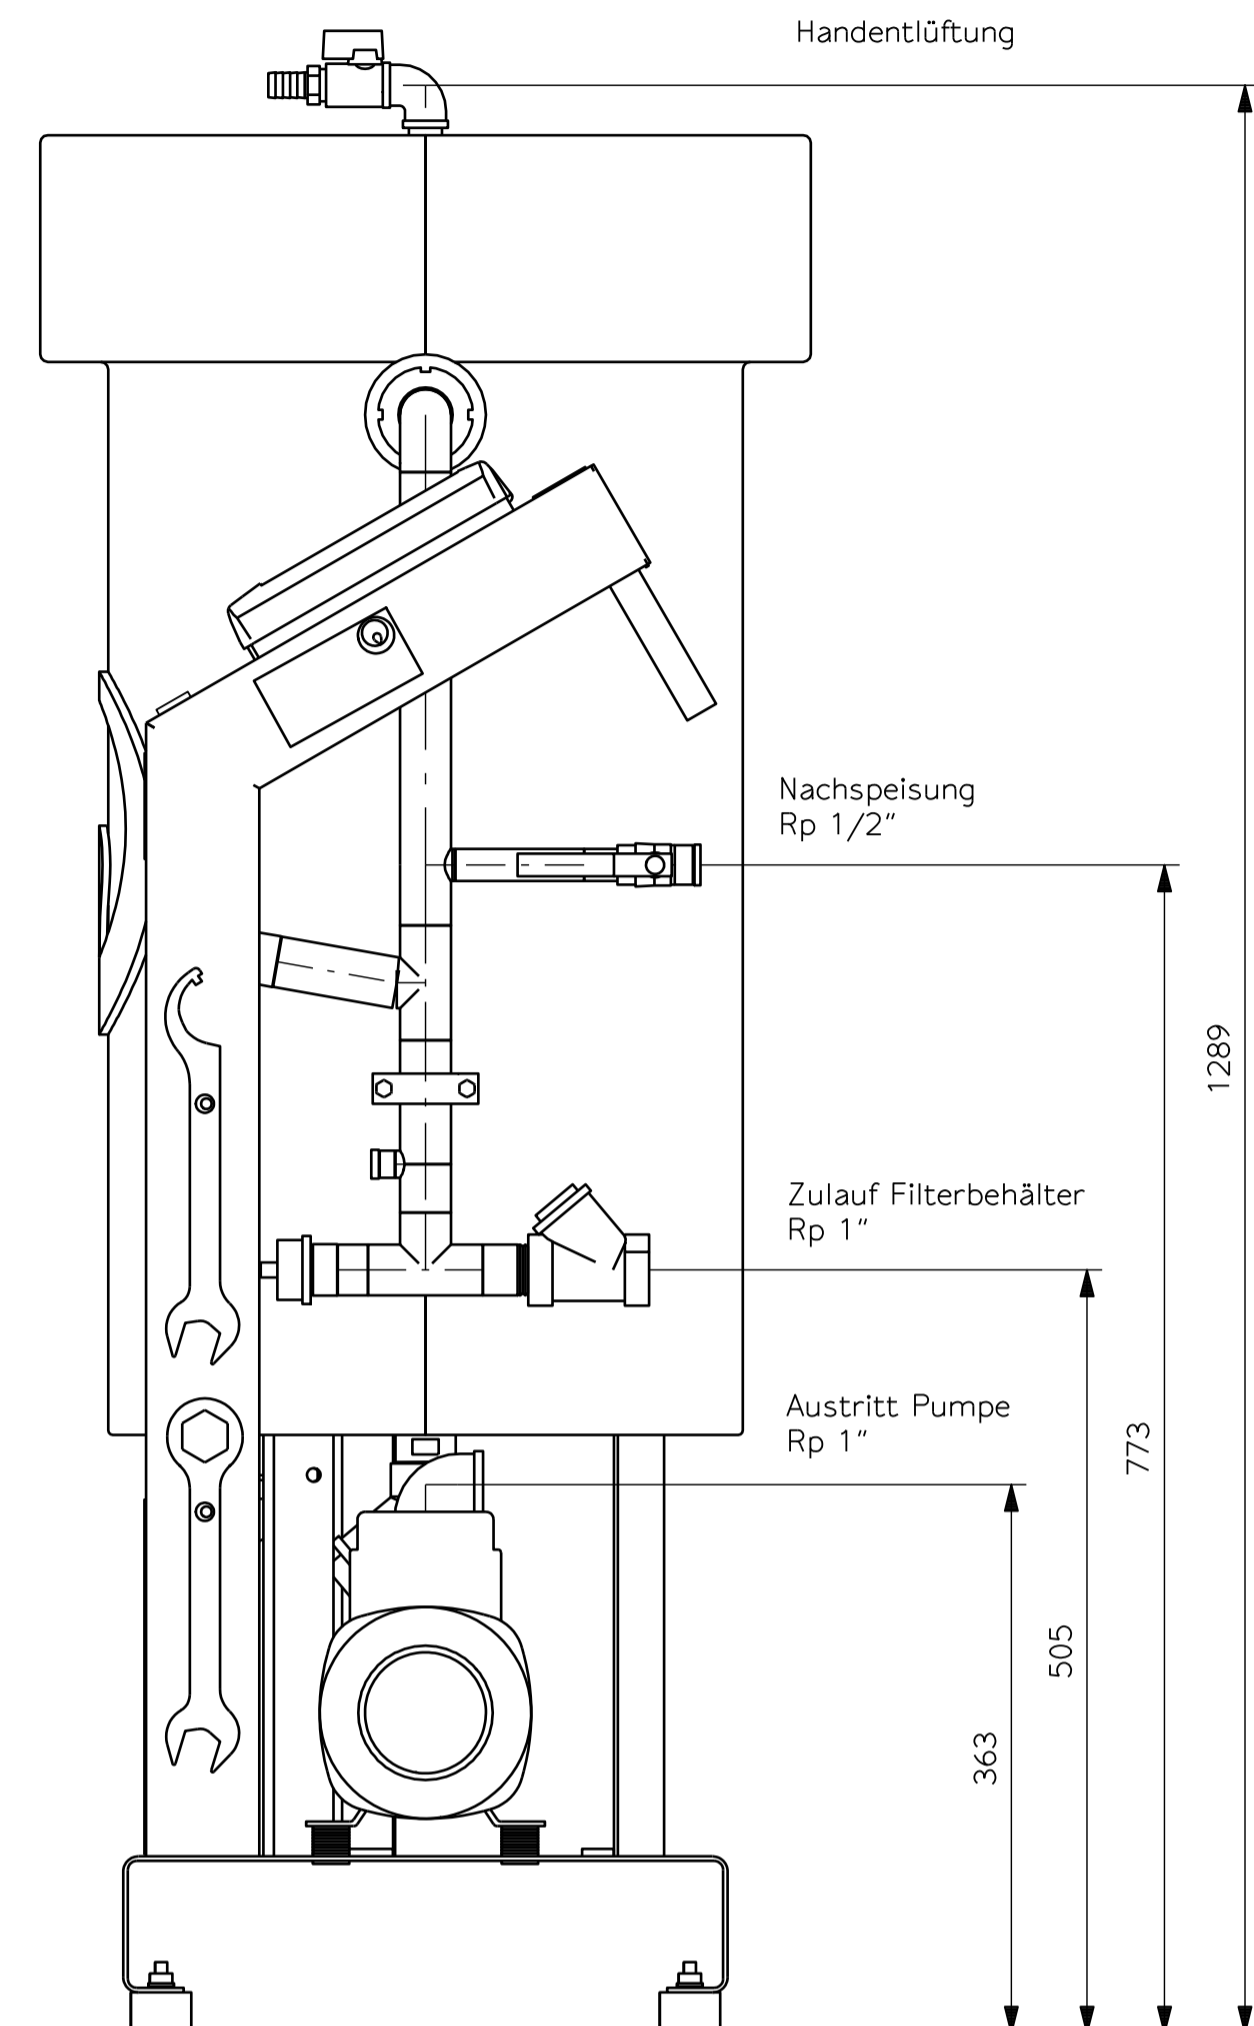 Handentlüftung
Nachspeisung
Rp 1/2"
1289
Zulauf Filterbehälter
Rp 1"
Austritt Pumpe
Rp 1"
773
505
363